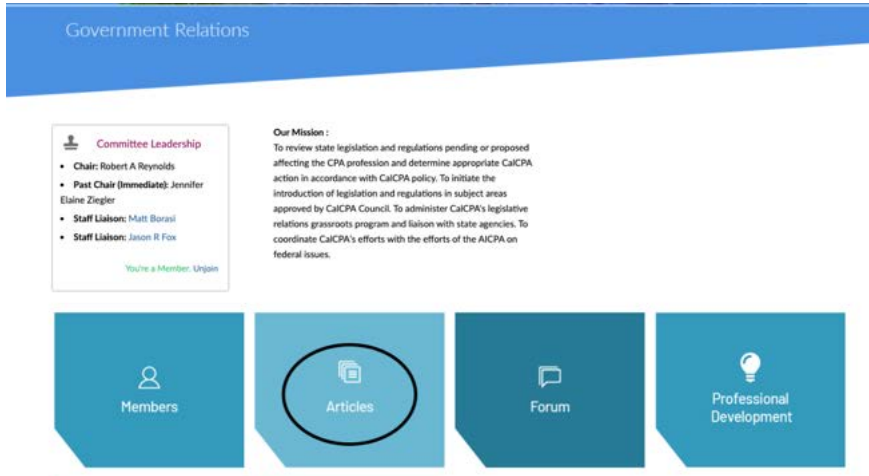 Government Relations
Committee Leadership
• Chair: Robert A Reynolds
• Past Chair (Immediate): Jennifer
Elaine Ziegler
• Staff Liaison: Matt Borasi
• Staff Liaison: Jason R Fox
You're a Member. Unjoin
Our Mission :
To review state legislation and regulations pending or proposed
affecting the CPA profession and determine appropriate CalCPA
action in accordance with CalCPA policy. To initiate the
introduction of legislation and regulations in subject areas
approved by CalCPA Council. To administer CalCPA's legislative
relations grassroots program and liaison with state agencies. To
coordinate CalCPA's efforts with the efforts of the AICPA on
federal issues.
Members
Articles
Forum
Professional
Development